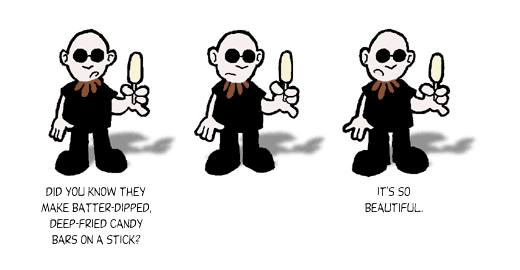 DID YOU KNOW THEY
MAKE BATTER-DIPPED,
DEEP-FRIED CANDY
BARS ON A STICK?
IT'S SO
BEAUTIFUL.